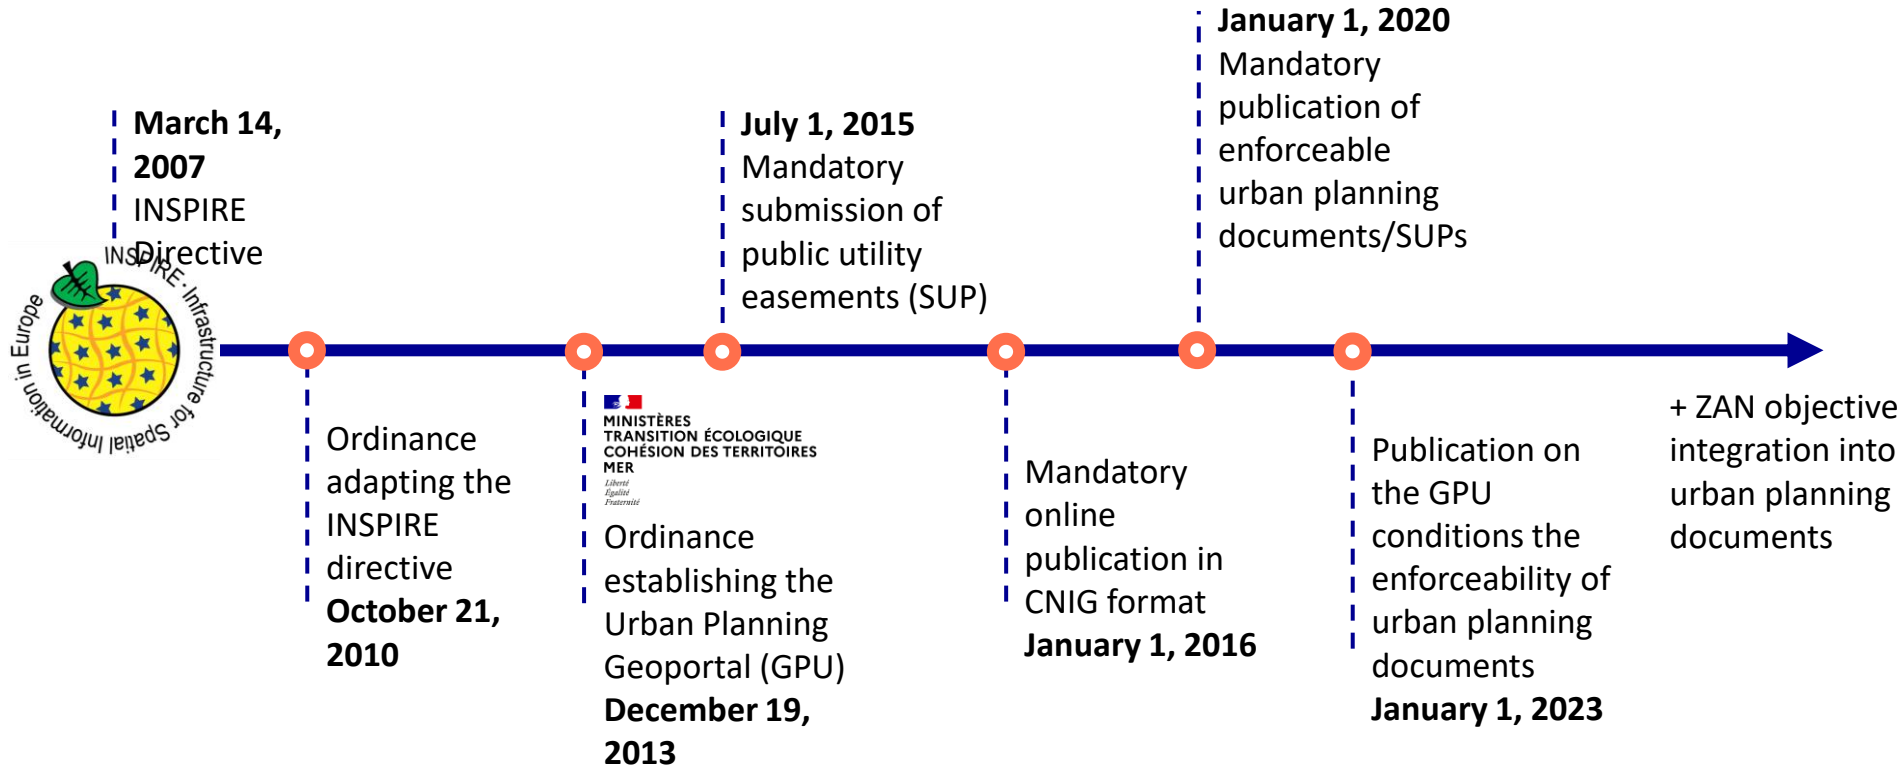 March 14,
2007
INSPIRE
Directive
INSPIRE · Infrastructure for Spatial Information in Europe
Ordinance
adapting the
INSPIRE
directive
October 21,
2010
MINISTÈRES
TRANSITION ÉCOLOGIQUE
COHÉSION DES TERRITOIRES
MER
Liberté
Égalité
Fraternité
Ordinance
establishing the
Urban Planning
Geoportal (GPU)
December 19,
2013
July 1, 2015
Mandatory
submission of
public utility
easements (SUP)
Mandatory
online
publication in
CNIG format
January 1, 2016
January 1, 2020
Mandatory
publication of
enforceable
urban planning
documents/SUPs
Publication on
the GPU
conditions the
enforceability of
urban planning
documents
January 1, 2023
+ ZAN objective
integration into
urban planning
documents